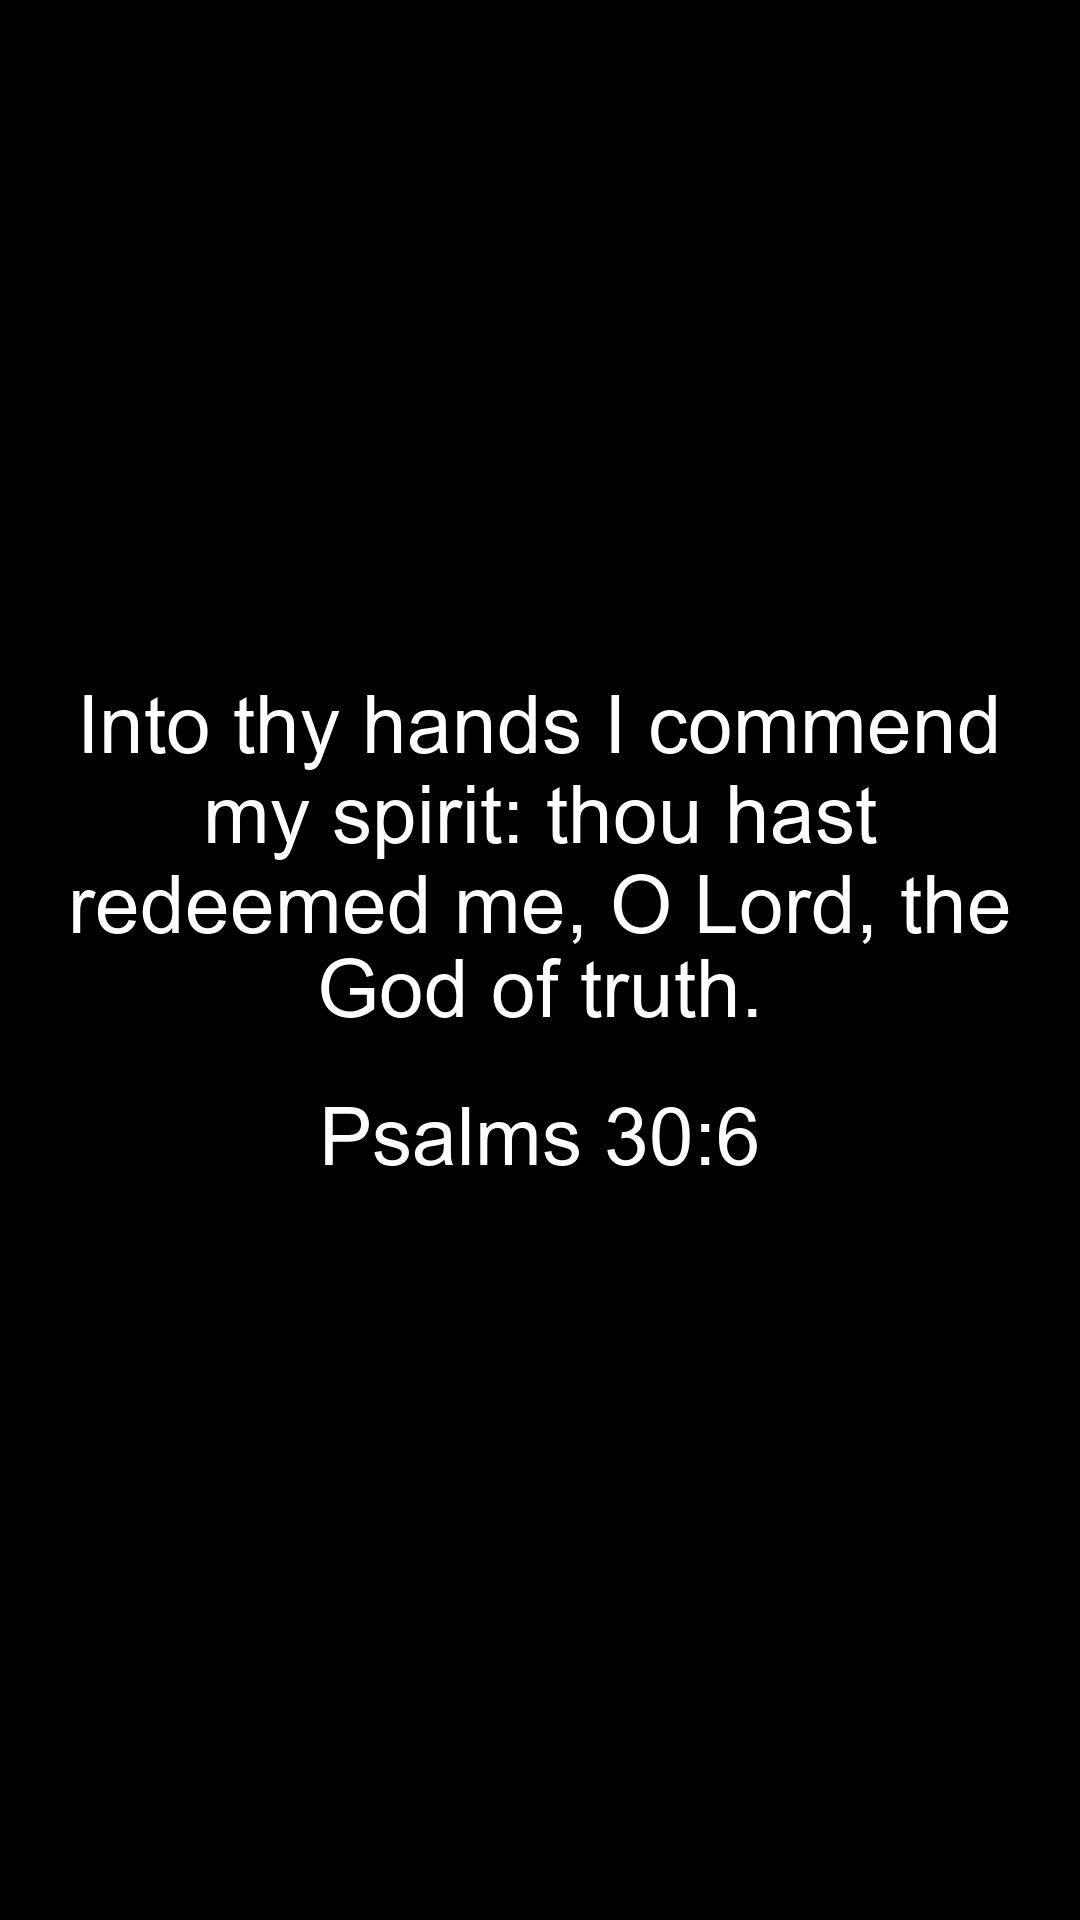 Into thy hands I commend
my spirit: thou hast
redeemed me, O Lord, the
God of truth.
Psalms 30:6